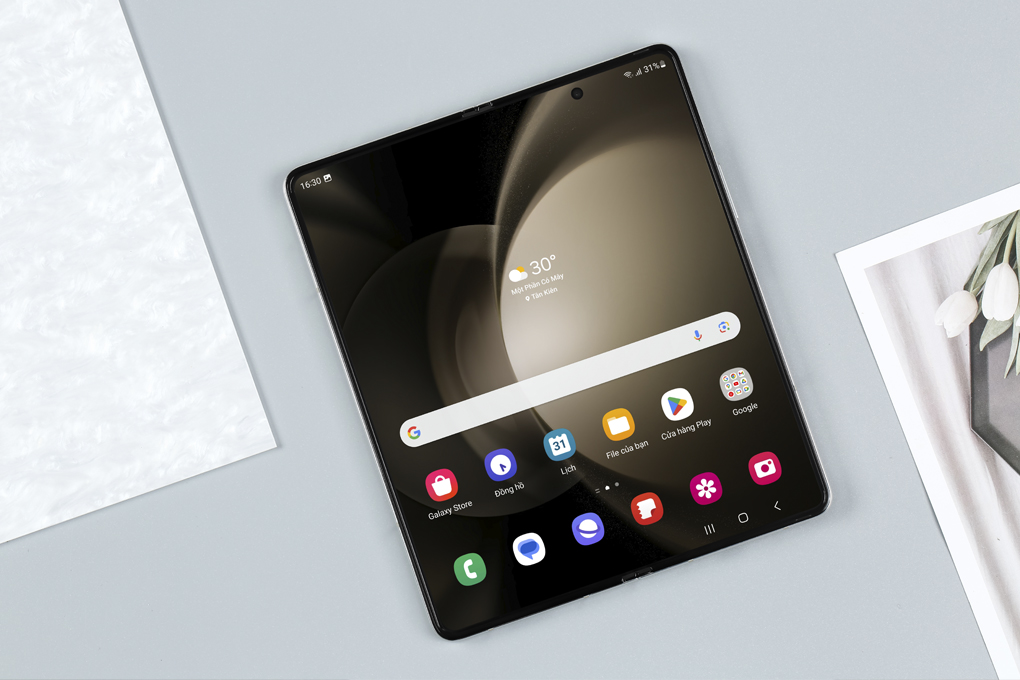 16:30
31%
30°
Một Phần Có Mây
Tân Kiên
Galaxy Store
Đồng hồ
31
Lịch
File của bạn
Cửa hàng Play
Google